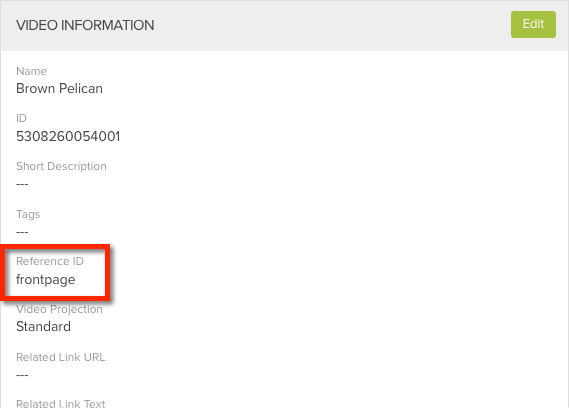 VIDEO INFORMATION
Edit
Name
Brown Pelican
ID
5308260054001
Short Description
---
Tags
---
Reference ID
frontpage
Video Projection
Standard
Related Link URL
---
Related Link Text